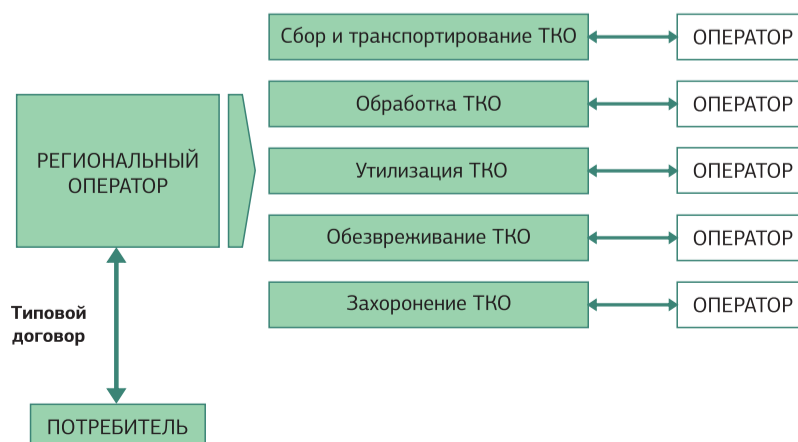 Сбор и транспортирование ТКО
ОПЕРАТОР
Обработка ТКО
ОПЕРАТОР
РЕГИОНАЛЬНЫЙ
ОПЕРАТОР
Утилизация ТКО
ОПЕРАТОР
Обезвреживание ТКО
ОПЕРАТОР
Захоронение ТКО
ОПЕРАТОР
Типовой
договор
ПОТРЕБИТЕЛЬ